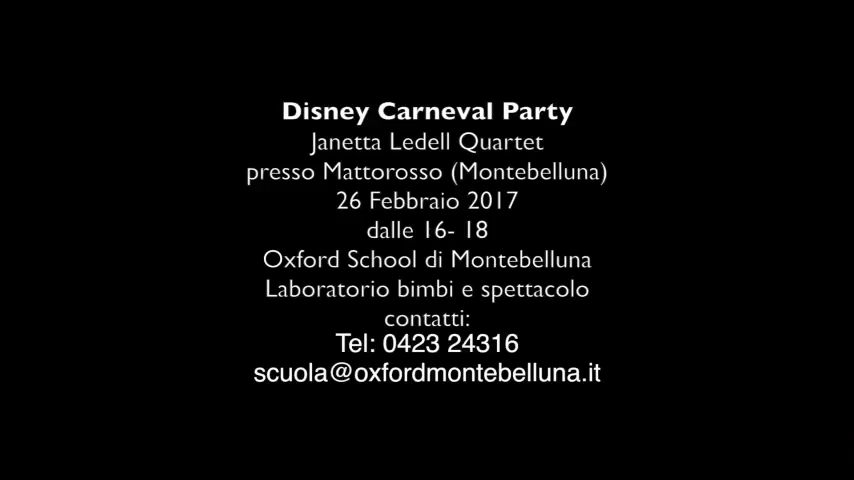 Disney Carneval Party
Janetta Ledell Quartet
presso Mattorosso (Montebelluna)
26 Febbraio 2017
dalle 16- 18
Oxford School di Montebelluna
Laboratorio bimbi e spettacolo
contatti:
Tel: 0423 24316
scuola@oxfordmontebelluna.it